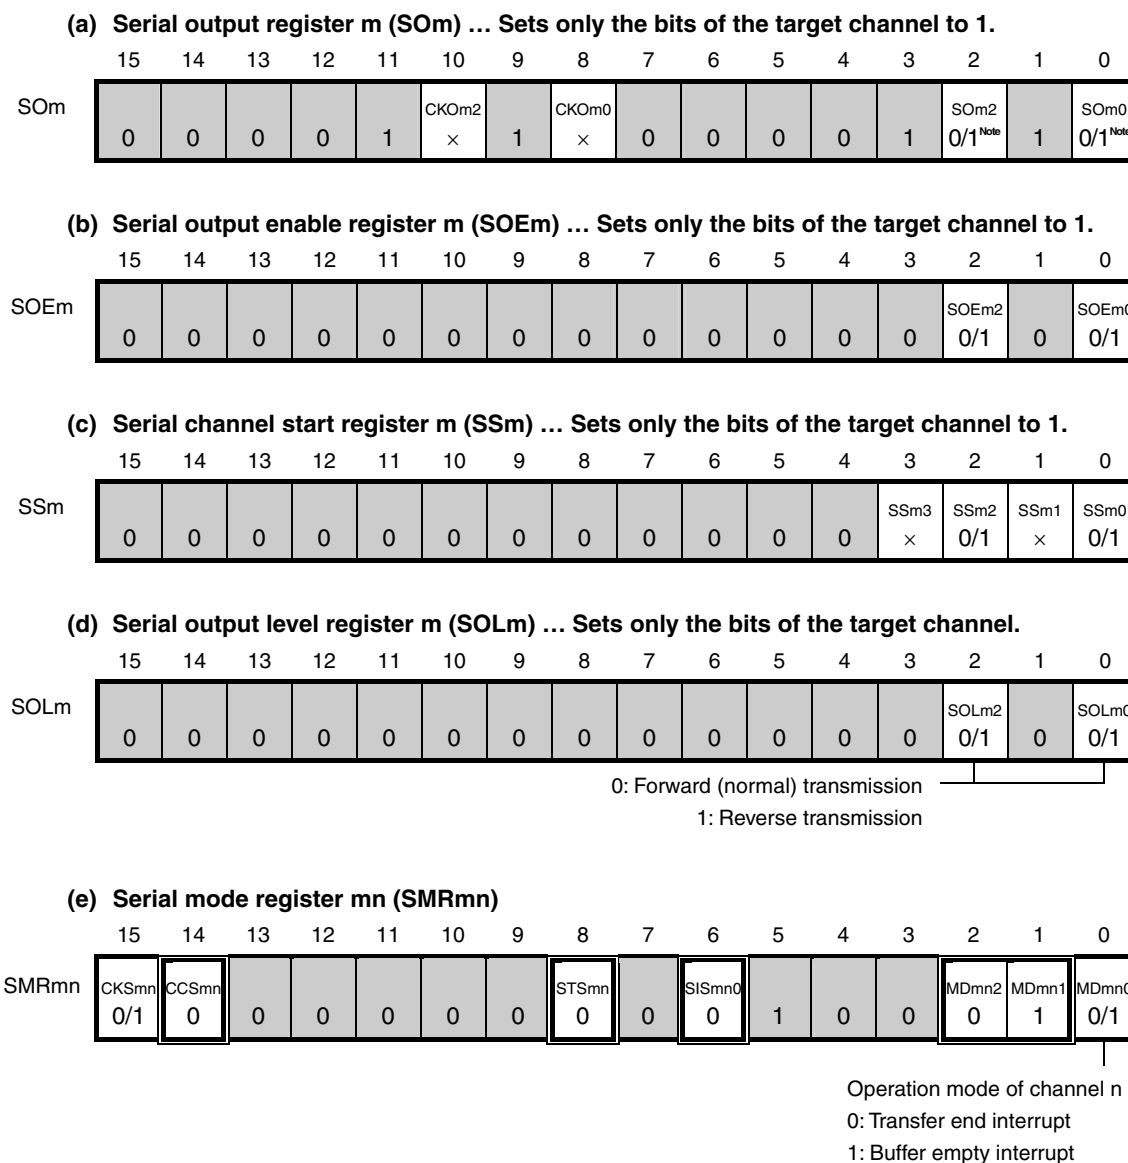 (a) Serial output register m (SOm) … Sets only the bits of the target channel to 1.
15 14 13 12 11 10 9 8 7 6 5 4 3 2 1 0
CKOm2 CKOm0 SOm2 SOm0
SOm 0 0 0 0 1 × 1 × 0 0 0 0 1 0/1 Note 1 0/1 Note
(b) Serial output enable register m (SOEm) … Sets only the bits of the target channel to 1.
15 14 13 12 11 10 9 8 7 6 5 4 3 2 1 0
SOEm2 SOEm0
SOEm 0 0 0 0 0 0 0 0 0 0 0 0 0 0/1 0 0/1
(c) Serial channel start register m (SSm) … Sets only the bits of the target channel to 1.
15 14 13 12 11 10 9 8 7 6 5 4 3 2 1 0
SSm3 SSm2 SSm1 SSm0
SSm 0 0 0 0 0 0 0 0 0 0 0 0 × 0/1 × 0/1
(d) Serial output level register m (SOLm) … Sets only the bits of the target channel.
15 14 13 12 11 10 9 8 7 6 5 4 3 2 1 0
SOLm2 SOLm0
SOLm 0 0 0 0 0 0 0 0 0 0 0 0 0 0/1 0 0/1
0: Forward (normal) transmission
1: Reverse transmission
(e) Serial mode register mn (SMRmn)
15 14 13 12 11 10 9 8 7 6 5 4 3 2 1 0
SMRmn CKSmn CCSmn STSmn SISmn0 MDmn2 MDmn1 MDmn0
0/1 0 0 0 0 0 0 0 0 0 1 0 0 0 1 0/1
Operation mode of channel n
0: Transfer end interrupt
1: Buffer empty interrupt